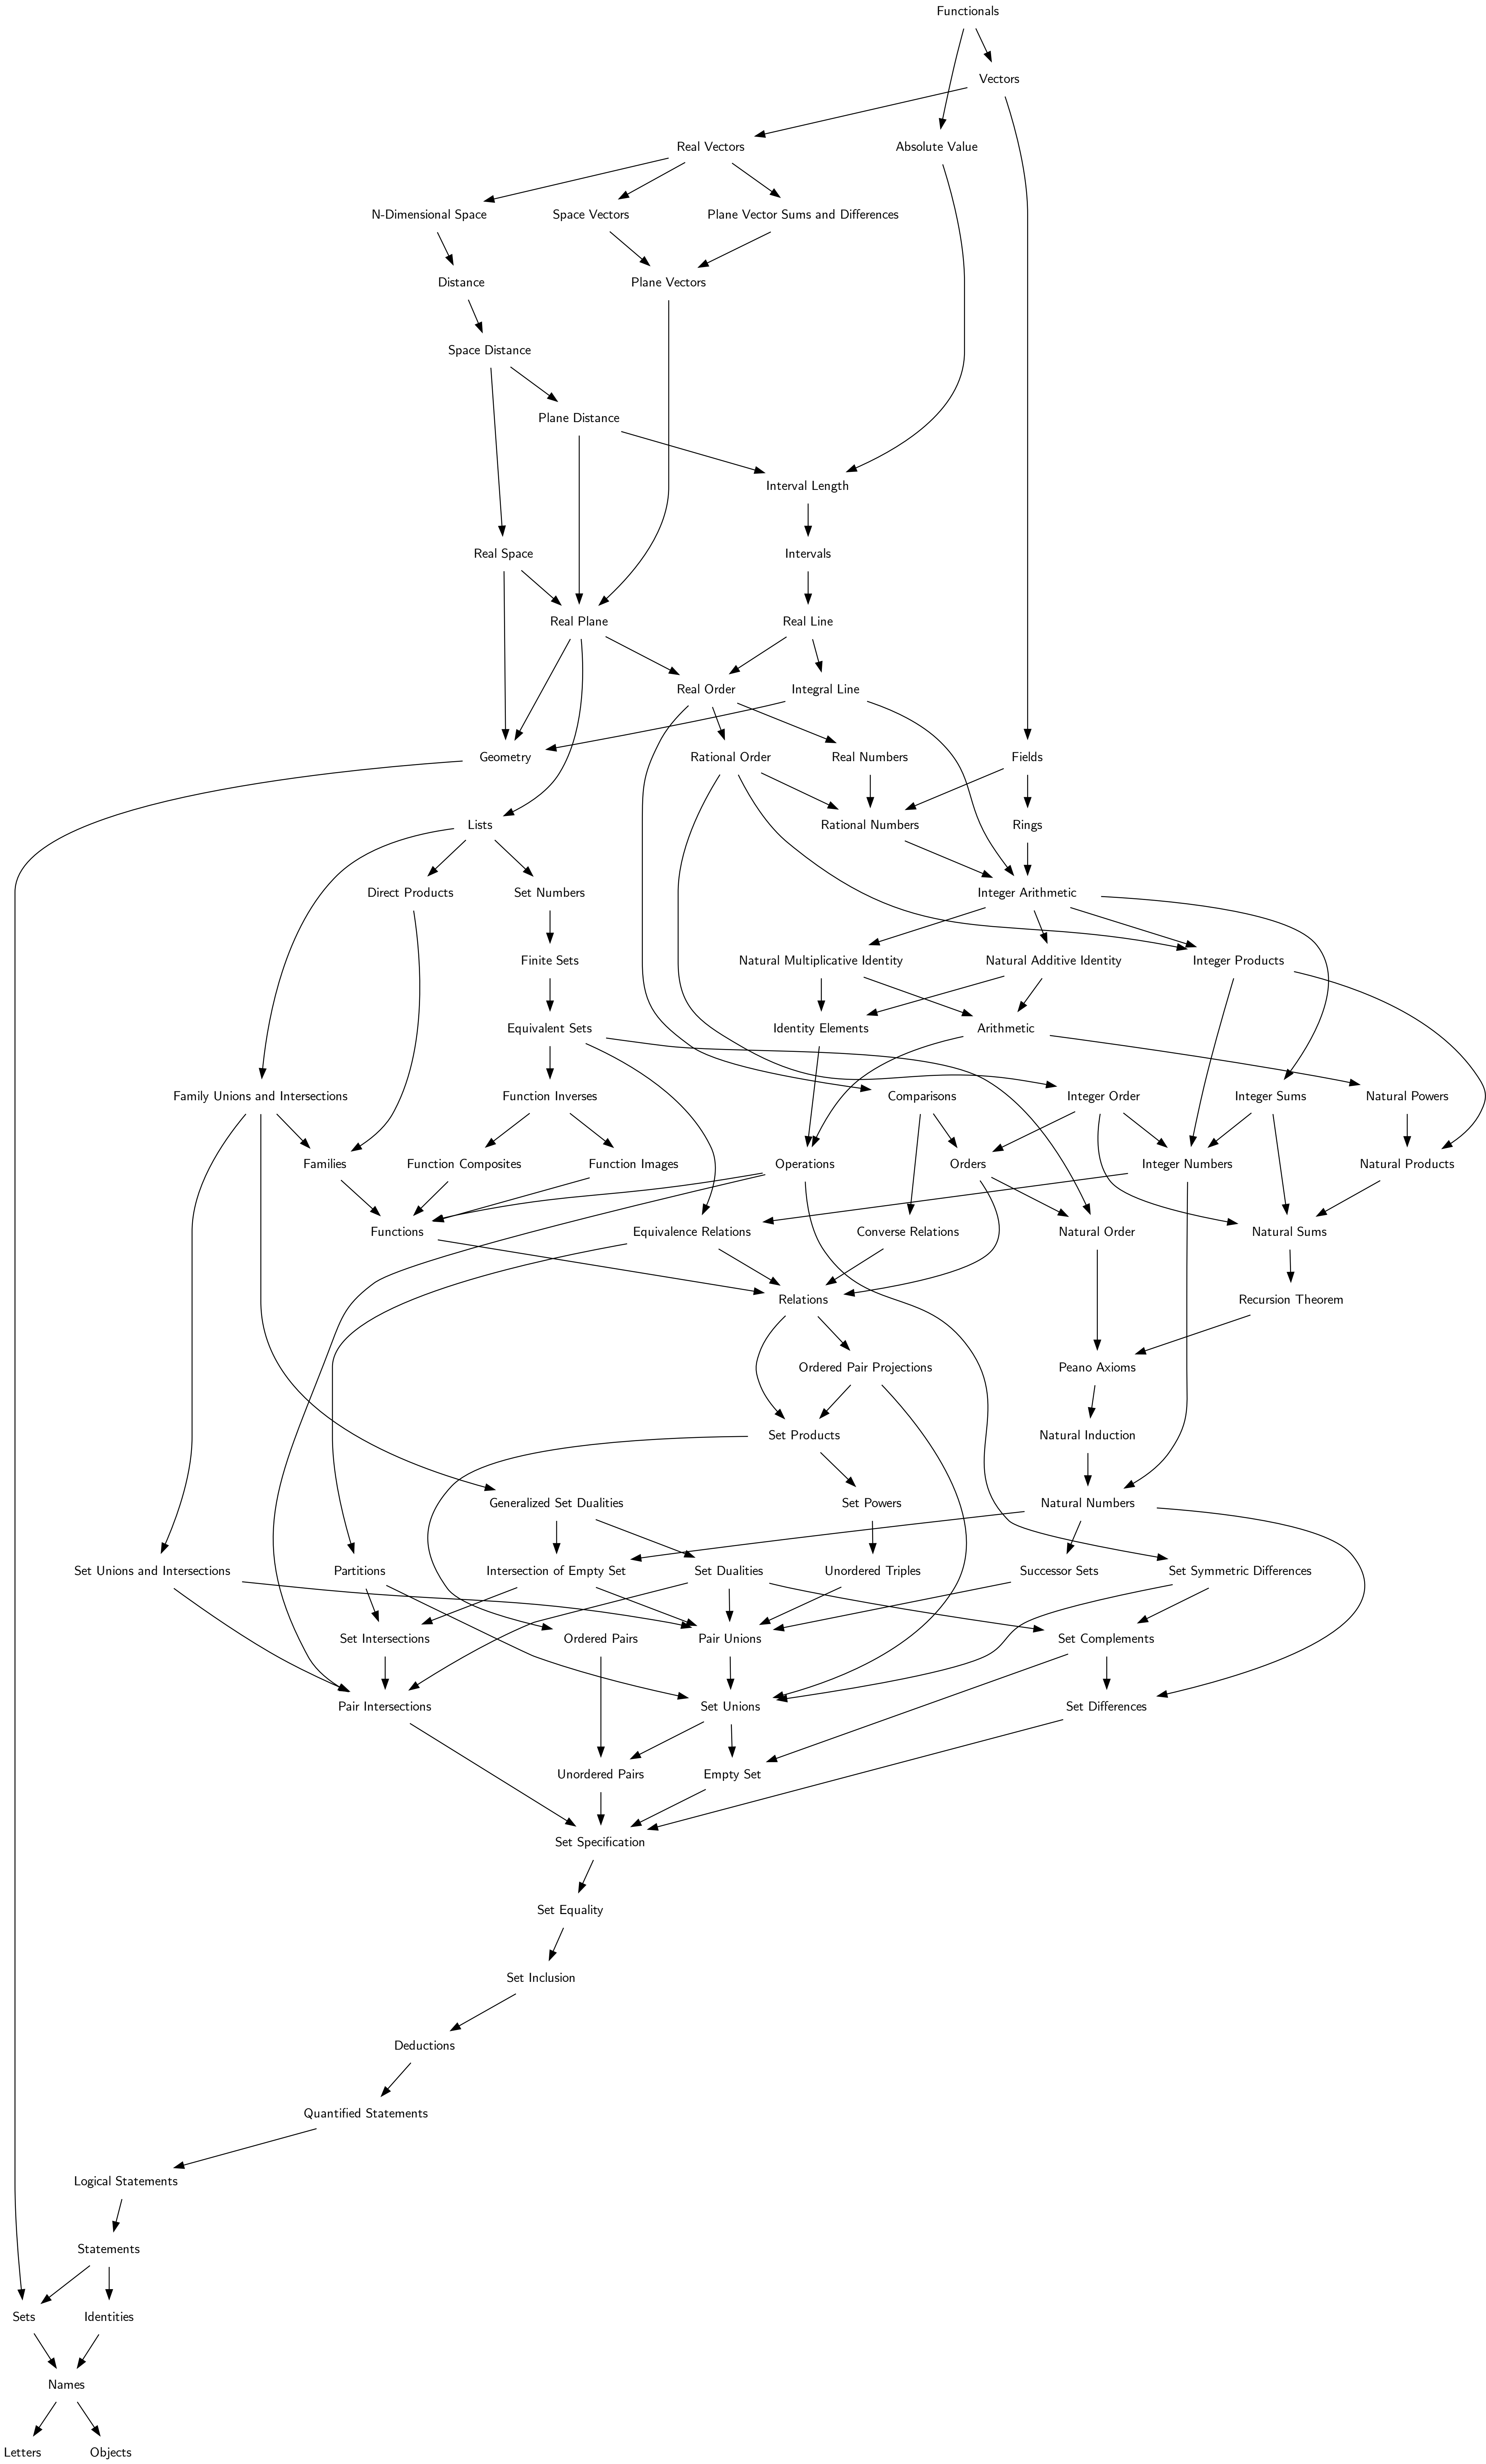 Functionals
Vectors
Real Vectors
Absolute Value
N-Dimensional Space
Space Vectors
Plane Vector Sums and Differences
Distance
Plane Vectors
Space Distance
Plane Distance
Interval Length
Real Space
Intervals
Real Plane
Real Line
Real Order
Integral Line
Geometry
Rational Order
Real Numbers
Fields
Lists
Rational Numbers
Rings
Direct Products
Set Numbers
Integer Arithmetic
Finite Sets
Natural Multiplicative Identity
Natural Additive Identity
Integer Products
Equivalent Sets
Identity Elements
Arithmetic
Family Unions and Intersections
Function Inverses
Comparisons
Integer Order
Integer Sums
Natural Powers
Families
Function Composites
Function Images
Operations
Orders
Integer Numbers
Natural Products
Functions
Equivalence Relations
Converse Relations
Natural Order
Natural Sums
Relations
Recursion Theorem
Ordered Pair Projections
Peano Axioms
Set Products
Natural Induction
Generalized Set Dualities
Set Powers
Natural Numbers
Set Unions and Intersections
Partitions
Intersection of Empty Set
Set Dualities
Unordered Triples
Successor Sets
Set Symmetric Differences
Set Intersections
Ordered Pairs
Pair Unions
Set Complements
Pair Intersections
Set Unions
Set Differences
Unordered Pairs
Empty Set
Set Specification
Set Equality
Set Inclusion
Deductions
Quantified Statements
Logical Statements
Statements
Sets
Identities
Names
Letters
Objects